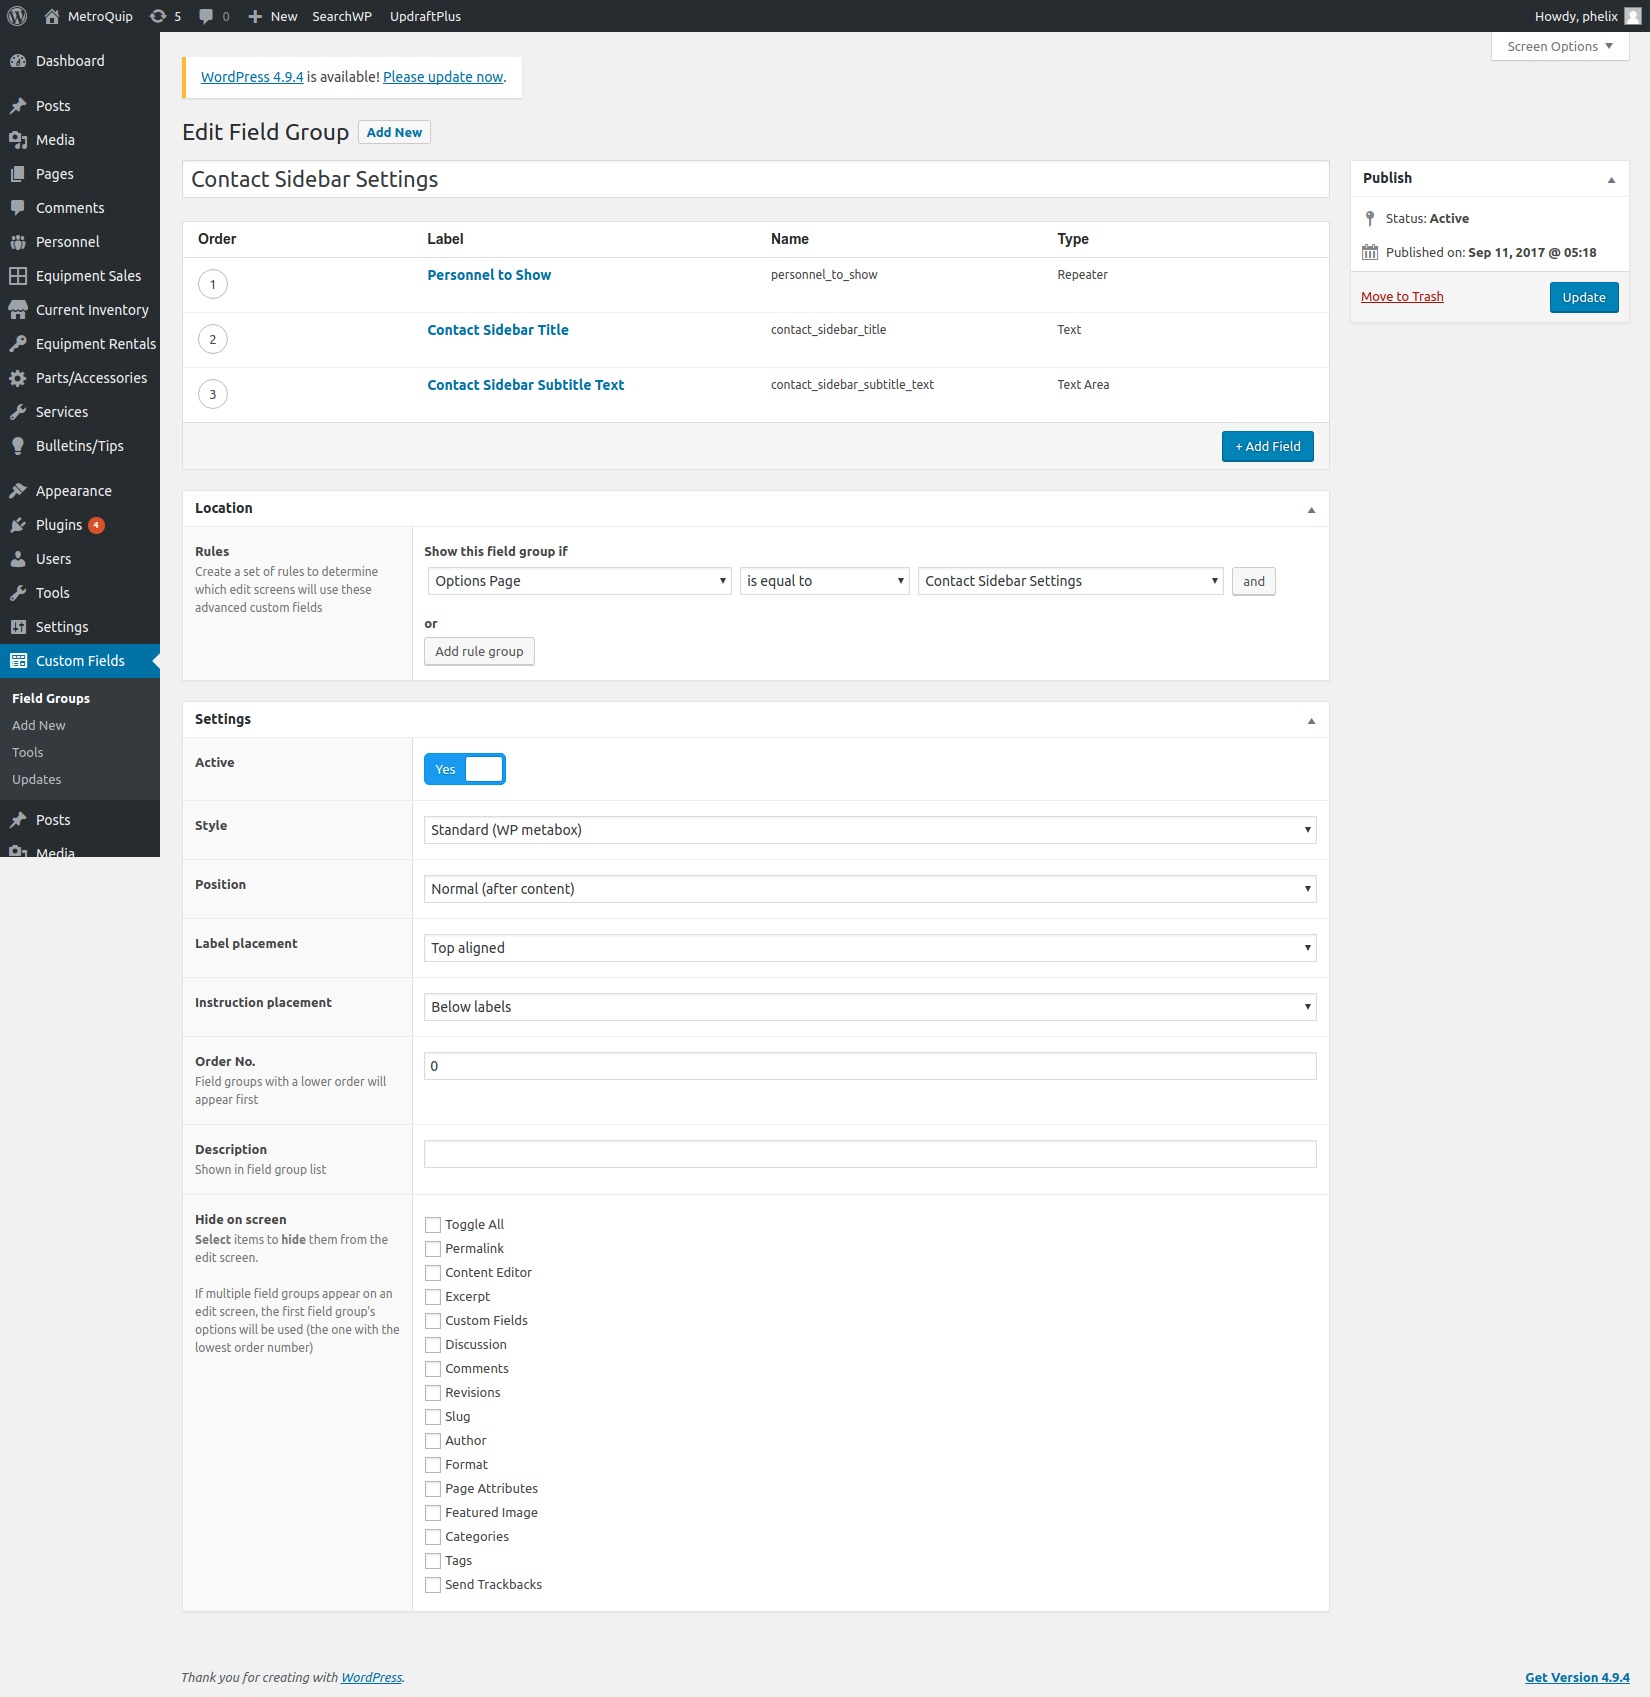 MetroQuip 5 0 New SearchWP UpdraftPlus Howdy, phelix
Screen Options
Dashboard
Posts
Media
Pages
Comments
Personnel
Equipment Sales
Current Inventory
Equipment Rentals
Parts/Accessories
Services
Bulletins/Tips
Appearance
Plugins 4
Users
Tools
Settings
Custom Fields
Field Groups
Add New
Tools
Updates
Posts
Media
WordPress 4.9.4 is available! Please update now.
Edit Field Group Add New
Contact Sidebar Settings
Order Label Name Type
1 Personnel to Show personnel_to_show Repeater
2 Contact Sidebar Title contact_sidebar_title Text
3 Contact Sidebar Subtitle Text contact_sidebar_subtitle_text Text Area
+ Add Field
Location
Rules
Create a set of rules to determine
which edit screens will use these
advanced custom fields
Show this field group if
Options Page is equal to Contact Sidebar Settings and
or
Add rule group
Settings
Active
Yes
Style
Standard (WP metabox)
Position
Normal (after content)
Label placement
Top aligned
Instruction placement
Below labels
Order No.
Field groups with a lower order will
appear first
0
Description
Shown in field group list
Hide on screen
Select items to hide them from the
edit screen.
If multiple field groups appear on an
edit screen, the first field group's
options will be used (the one with the
lowest order number)
Toggle All
Permalink
Content Editor
Excerpt
Custom Fields
Discussion
Comments
Revisions
Slug
Author
Format
Page Attributes
Featured Image
Categories
Tags
Send Trackbacks
Publish
Status: Active
Published on: Sep 11, 2017 @ 05:18
Move to Trash Update
Thank you for creating with WordPress.
Get Version 4.9.4